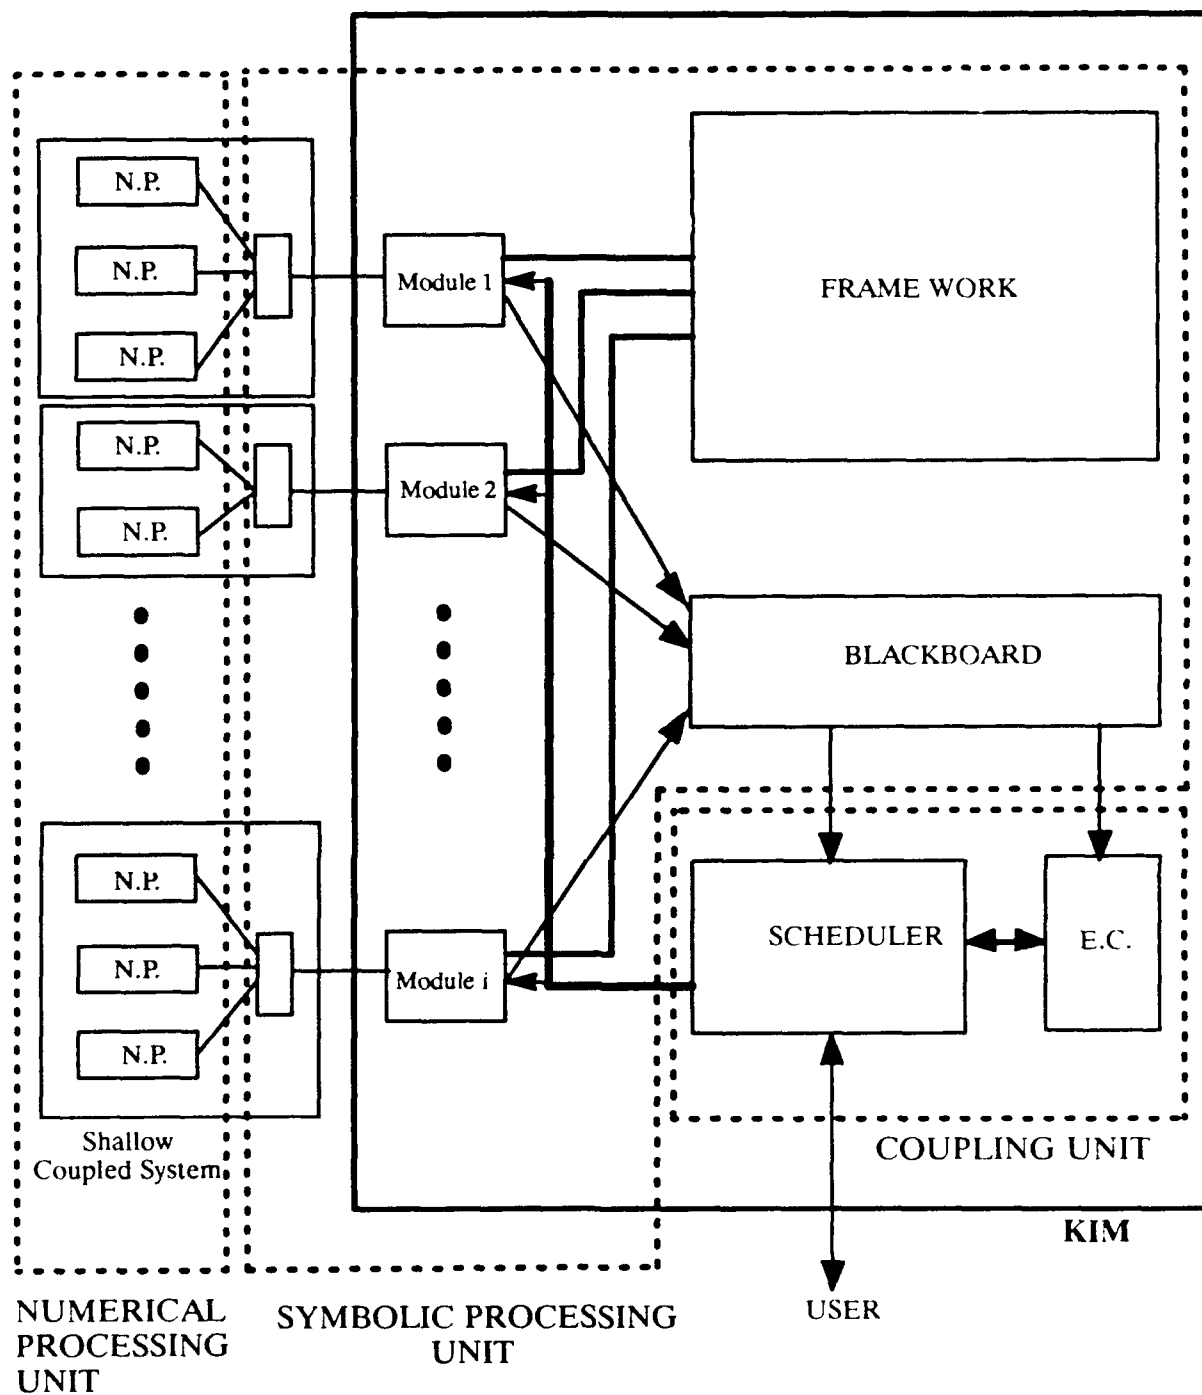 N.P.
N.P.
N.P.
Module 1
FRAME WORK
N.P.
N.P.
Module 2
BLACKBOARD
N.P.
N.P.
N.P.
Module i
SCHEDULER
E.C.
Shallow
Coupled System
COUPLING UNIT
KIM
USER
NUMERICAL
PROCESSING
UNIT
SYMBOLIC PROCESSING
UNIT